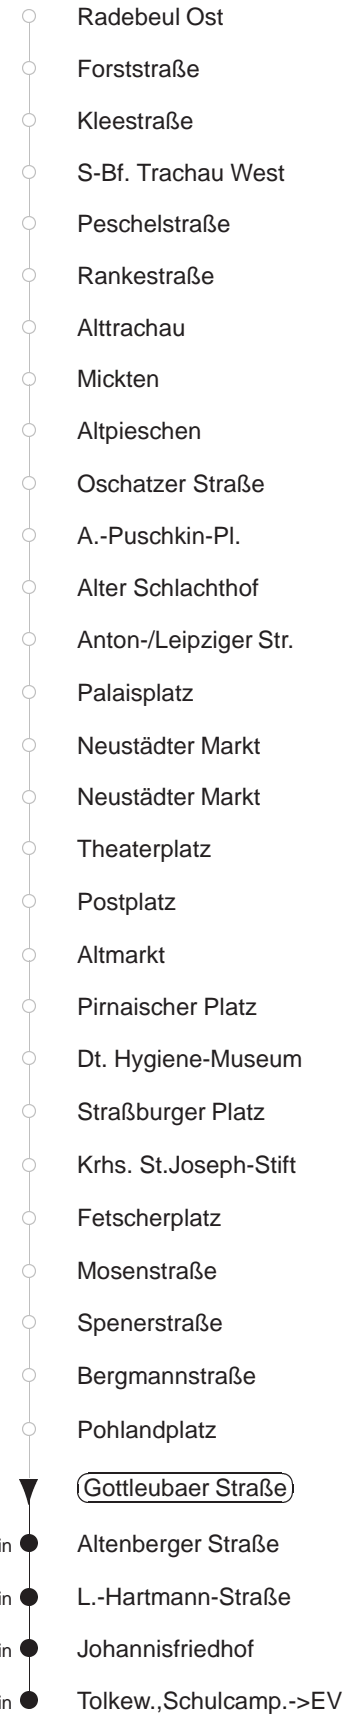 Radebeul Ost
Forststraße
Kleestraße
S-Bf. Trachau West
Peschelstraße
Rankestraße
Alttrachau
Mickten
Altpieschen
Oschatzer Straße
A.-Puschkin-Pl.
Alter Schlachthof
Anton-/Leipziger Str.
Palaisplatz
Neustädter Markt
Neustädter Markt
Theaterplatz
Postplatz
Altmarkt
Pirnaischer Platz
Dt. Hygiene-Museum
Straßburger Platz
Krhs. St.Joseph-Stift
Fetscherplatz
Mosenstraße
Spenerstraße
Bergmannstraße
Pohlandplatz
Gottleubaer Straße
Altenberger Straße
L.-Hartmann-Straße
Johannisfriedhof
Tolkew.,Schulcamp.->EV